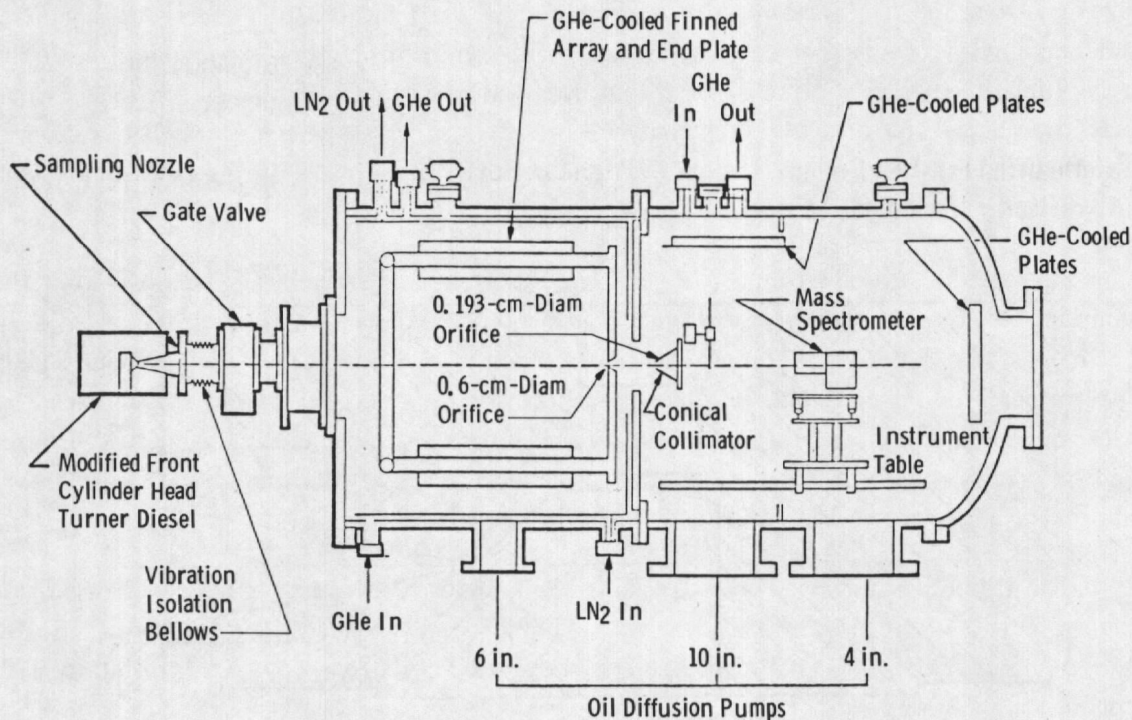 GHe-Cooled Finned
Array and End Plate
LN2 Out
GHe Out
GHe
In
Out
GHe-Cooled Plates
Sampling Nozzle
Gate Valve
GHe-Cooled
Plates
0.193-cm-Diam
Orifice
Mass
Spectrometer
0.6-cm-Diam
Orifice
Conical
Collimator
Instrument
Table
Modified Front
Cylinder Head
Turner Diesel
Vibration
Isolation
Bellows
GHe In
LN2 In
6 in.
10 in.
4 in.
Oil Diffusion Pumps